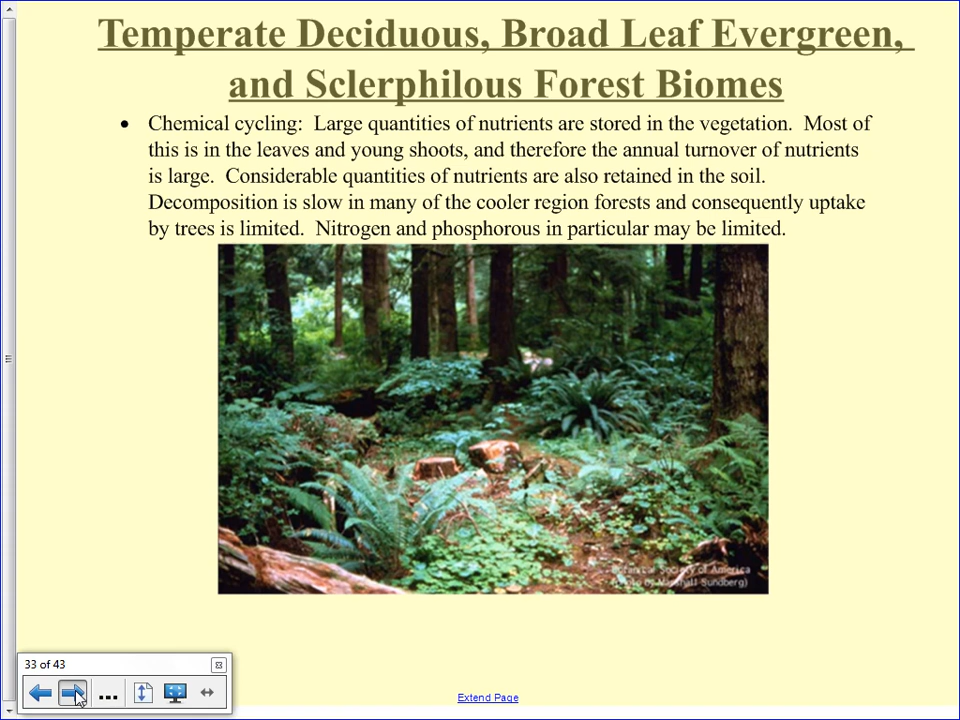 Temperate Deciduous, Broad Leaf Evergreen,
and Sclerphilous Forest Biomes
• Chemical cycling: Large quantities of nutrients are stored in the vegetation. Most of
this is in the leaves and young shoots, and therefore the annual turnover of nutrients
is large. Considerable quantities of nutrients are also retained in the soil.
Decomposition is slow in many of the cooler region forests and consequently uptake
by trees is limited. Nitrogen and phosphorous in particular may be limited.
Botanical Society of America
(Photo by Marshall Sundberg)
33 of 43
Extend Page